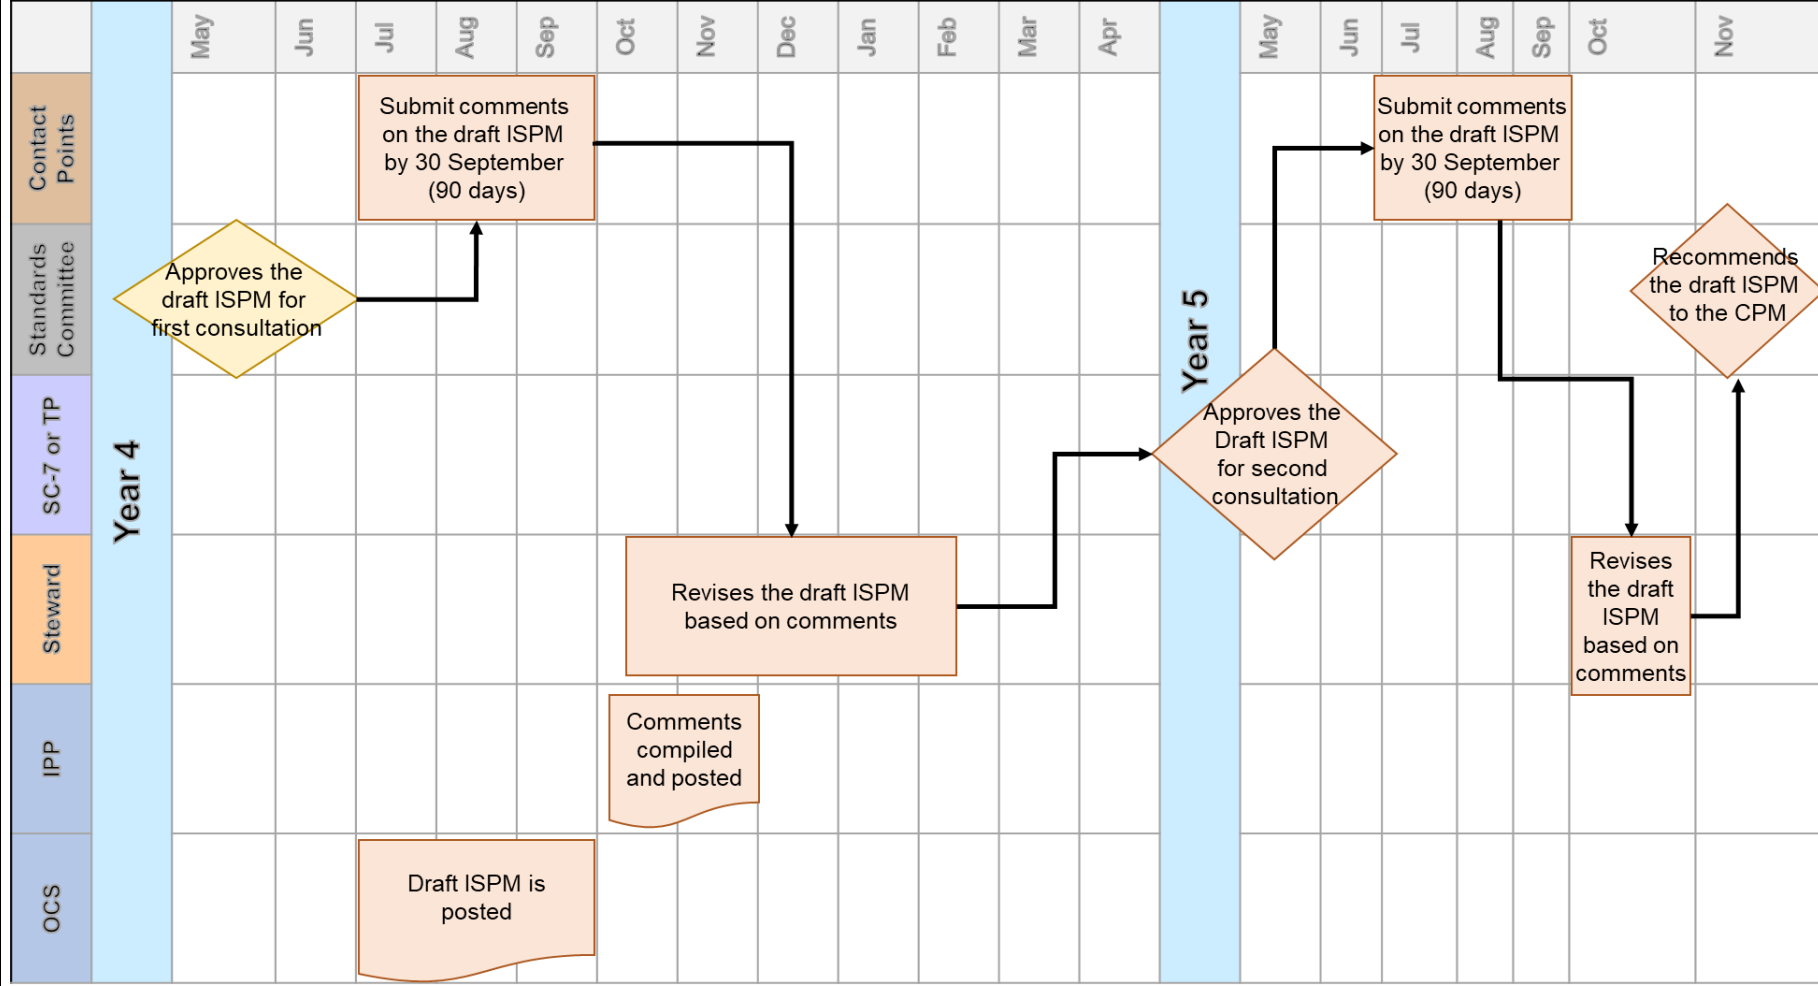 May
Jun
Jul
Aug
Sep
Oct
Nov
Dec
Jan
Feb
Mar
Apr
May
Jun
Jul
Aug
Sep
Oct
Nov
Year 4
Year 5
Contact
Points
Submit comments
on the draft ISPM
by 30 September
(90 days)
Submit comments
on the draft ISPM
by 30 September
(90 days)
Standards
Committee
Approves the
draft ISPM for
first consultation
Recommends
the draft ISPM
to the CPM
SC-7 or TP
Approves the
Draft ISPM
for second
consultation
Steward
Revises the draft ISPM
based on comments
Revises
the draft
ISPM
based on
comments
IPP
Comments
compiled
and posted
OCS
Draft ISPM is
posted